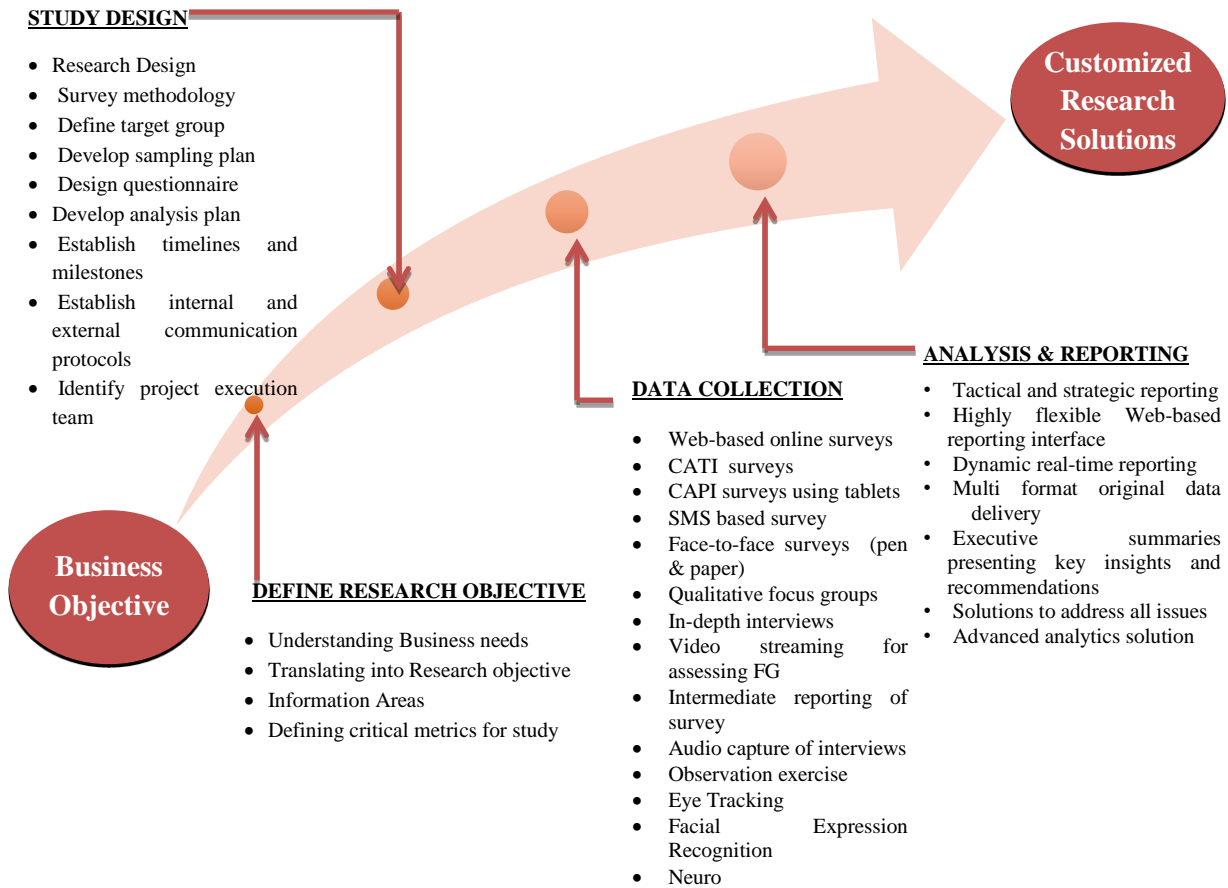 STUDY DESIGN
• Research Design
• Survey methodology
• Define target group
• Develop sampling plan
• Design questionnaire
• Develop analysis plan
• Establish timelines and
milestones
• Establish internal and
external communication
protocols
• Identify project execution
team
Customized
Research
Solutions
Business
Objective
DEFINE RESEARCH OBJECTIVE
• Understanding Business needs
• Translating into Research objective
• Information Areas
• Defining critical metrics for study
DATA COLLECTION
• Web-based online surveys
• CATI surveys
• CAPI surveys using tablets
• SMS based survey
• Face-to-face surveys (pen
& paper)
• Qualitative focus groups
• In-depth interviews
• Video streaming for
assessing FG
• Intermediate reporting of
survey
• Audio capture of interviews
• Observation exercise
• Eye Tracking
• Facial Expression
Recognition
• Neuro
ANALYSIS & REPORTING
• Tactical and strategic reporting
• Highly flexible Web-based
reporting interface
• Dynamic real-time reporting
• Multi format original data
delivery
• Executive summaries
presenting key insights and
recommendations
• Solutions to address all issues
• Advanced analytics solution